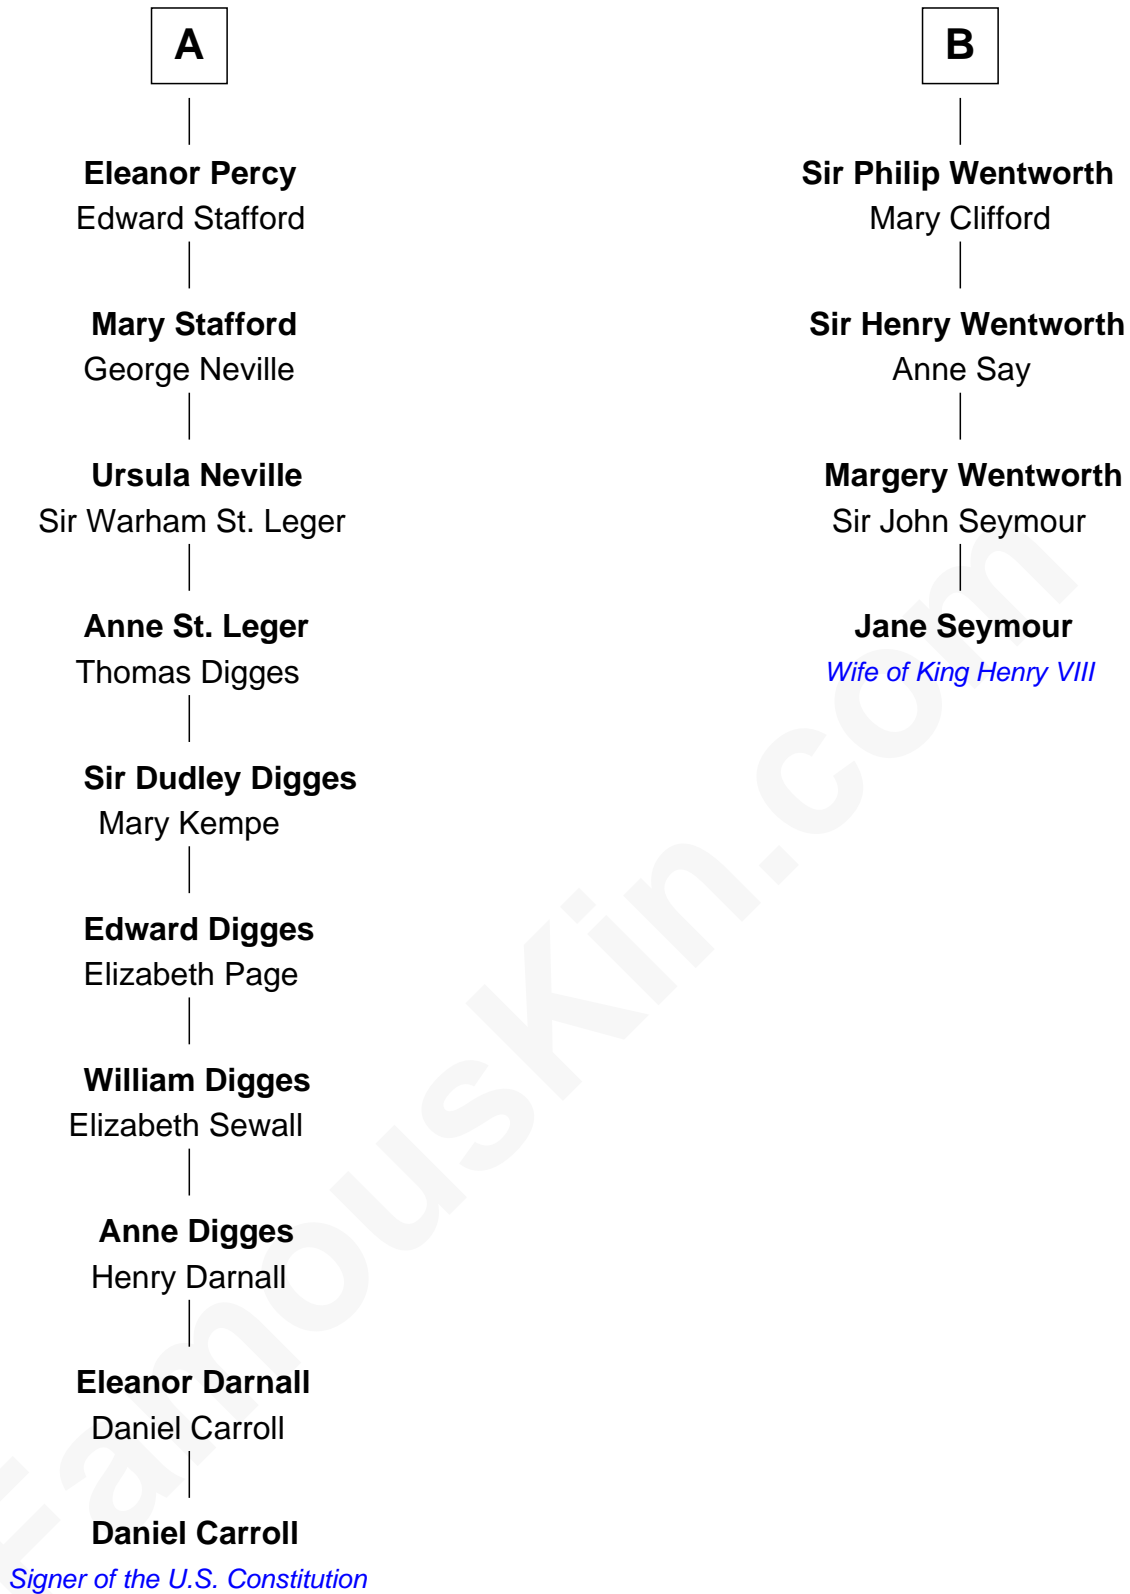 A
Eleanor Percy
Edward Stafford
Mary Stafford
George Neville
Ursula Neville
Sir Warham St. Leger
Anne St. Leger
Thomas Digges
Sir Dudley Digges
Mary Kempe
Edward Digges
Elizabeth Page
William Digges
Elizabeth Sewall
Anne Digges
Henry Darnall
Eleanor Darnall
Daniel Carroll
Daniel Carroll
Signer of the U.S. Constitution
B
Sir Philip Wentworth
Mary Clifford
Sir Henry Wentworth
Anne Say
Margery Wentworth
Sir John Seymour
Jane Seymour
Wife of King Henry VIII
FamousKin.com